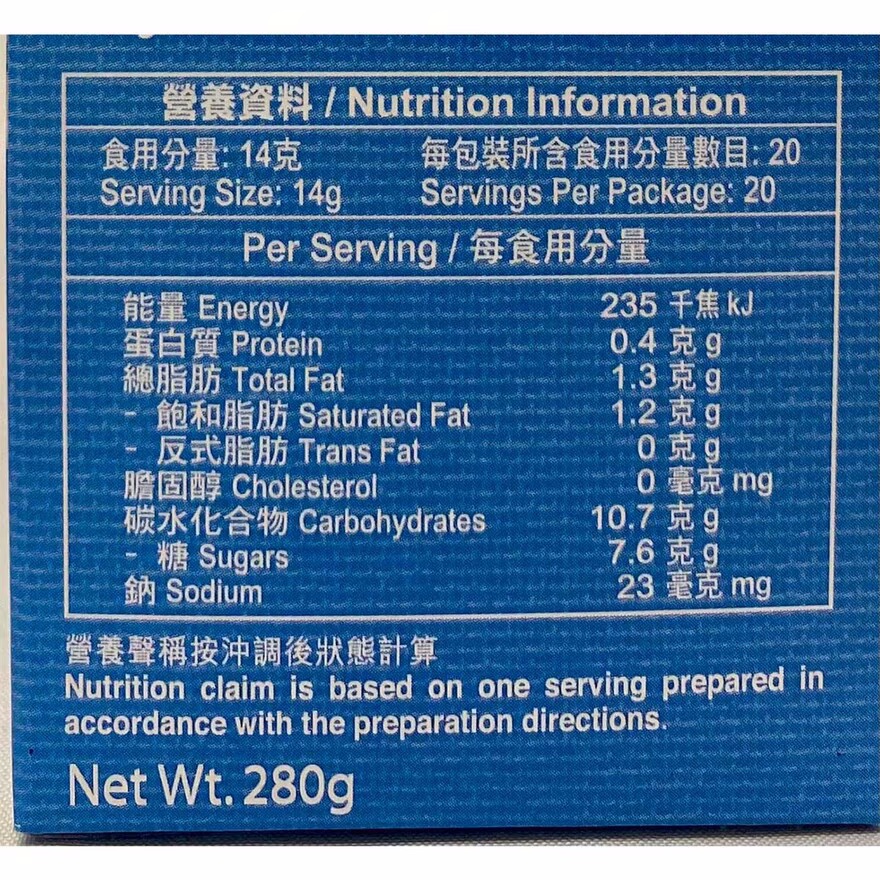 營養資料 / Nutrition Information
食用分量: 14克 每包裝所含食用分量數目: 20
Serving Size: 14g Servings Per Package: 20
Per Serving / 每食用分量
能量 Energy 235 千焦 kJ
蛋白質 Protein 0.4 克 g
總脂肪 Total Fat 1.3 克 g
- 飽和脂肪 Saturated Fat 1.2 克 g
- 反式脂肪 Trans Fat 0 克 g
膽固醇 Cholesterol 0 毫克 mg
碳水化合物 Carbohydrates 10.7 克 g
- 糖 Sugars 7.6 克 g
鈉 Sodium 23 毫克 mg
營養聲稱按沖調後狀態計算
Nutrition claim is based on one serving prepared in
accordance with the preparation directions.
Net Wt. 280g